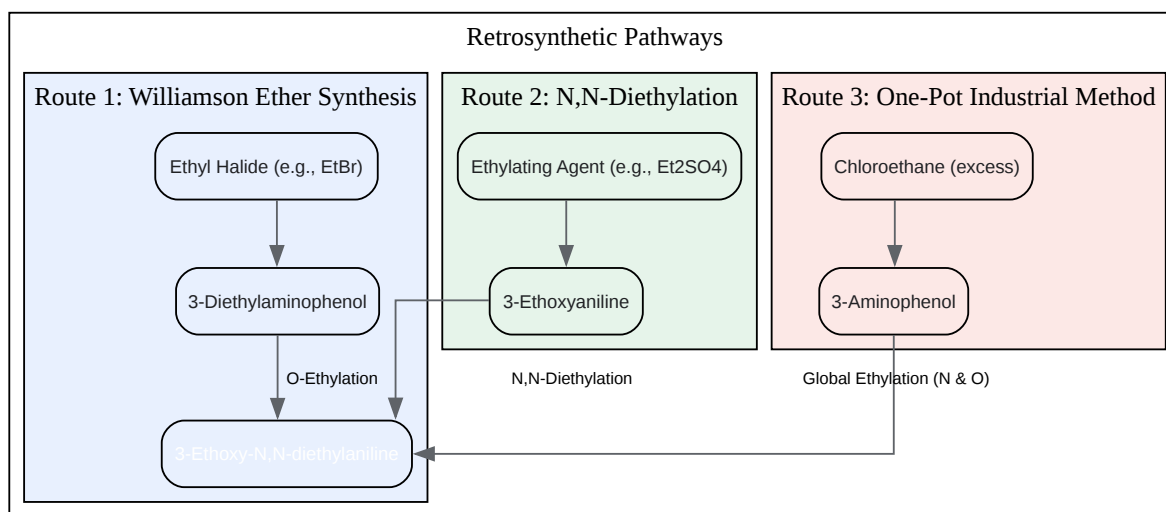 Retrosynthetic Pathways
Route 1: Williamson Ether Synthesis
Route 2: N,N-Diethylation
Route 3: One-Pot Industrial Method
Ethyl Halide (e.g., EtBr)
Ethylating Agent (e.g., Et2SO4)
Chloroethane (excess)
3-Diethylaminophenol
3-Ethoxyaniline
3-Aminophenol
O-Ethylation
N,N-Diethylation
Global Ethylation (N & O)
3-Ethoxy-N,N-diethylaniline